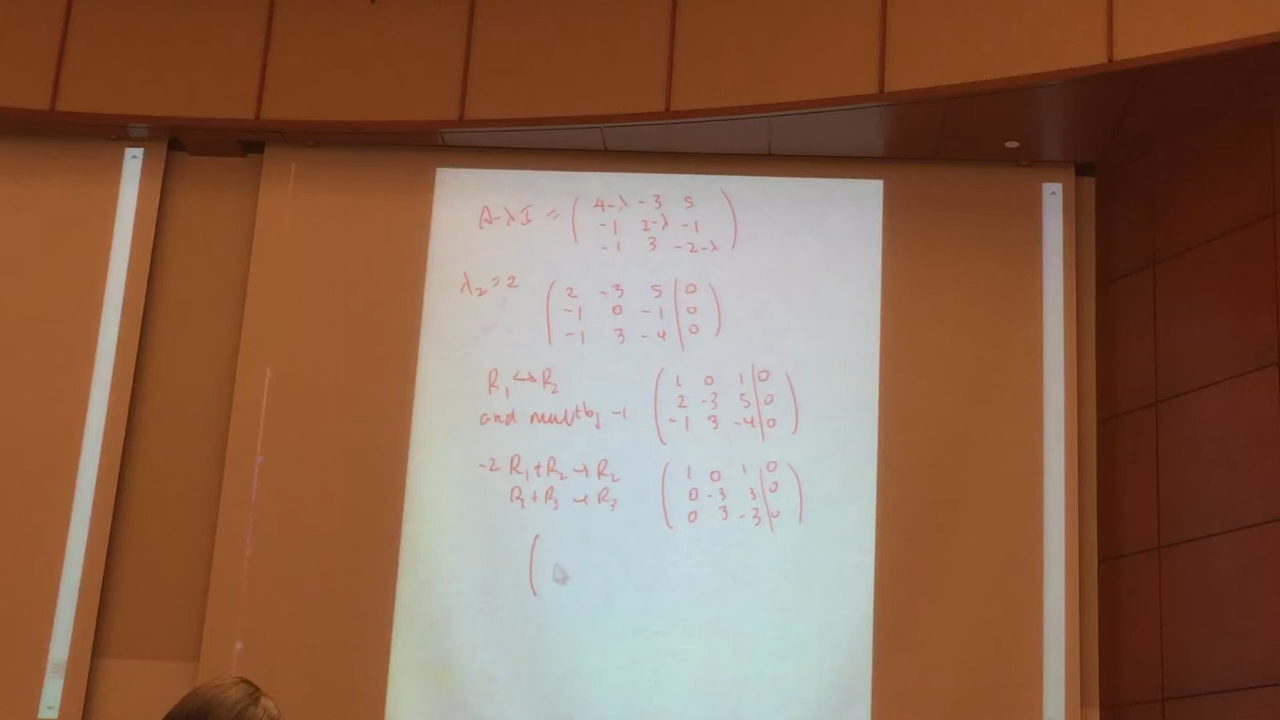 A-λI = ( 4-λ -3 5
-1 2-λ -1
-1 3 -2-λ )
λ₂=2
( 2 -3 5 | 0
-1 0 -1 | 0
-1 3 -4 | 0 )
R₁ ↔ R₂
and mult by -1
( 1 0 1 | 0
2 -3 5 | 0
-1 3 -4 | 0 )
-2 R₁+R₂ → R₂
R₁+R₃ → R₃
( 1 0 1 | 0
0 -3 3 | 0
0 3 -3 | 0 )
(